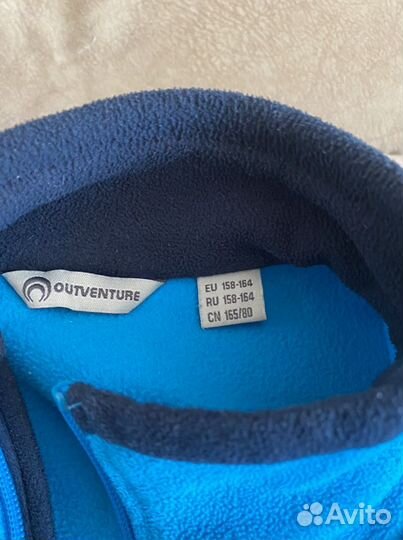 OUTVENTURE
EU 158-164
RU 158-164
CN 165/80
Avito